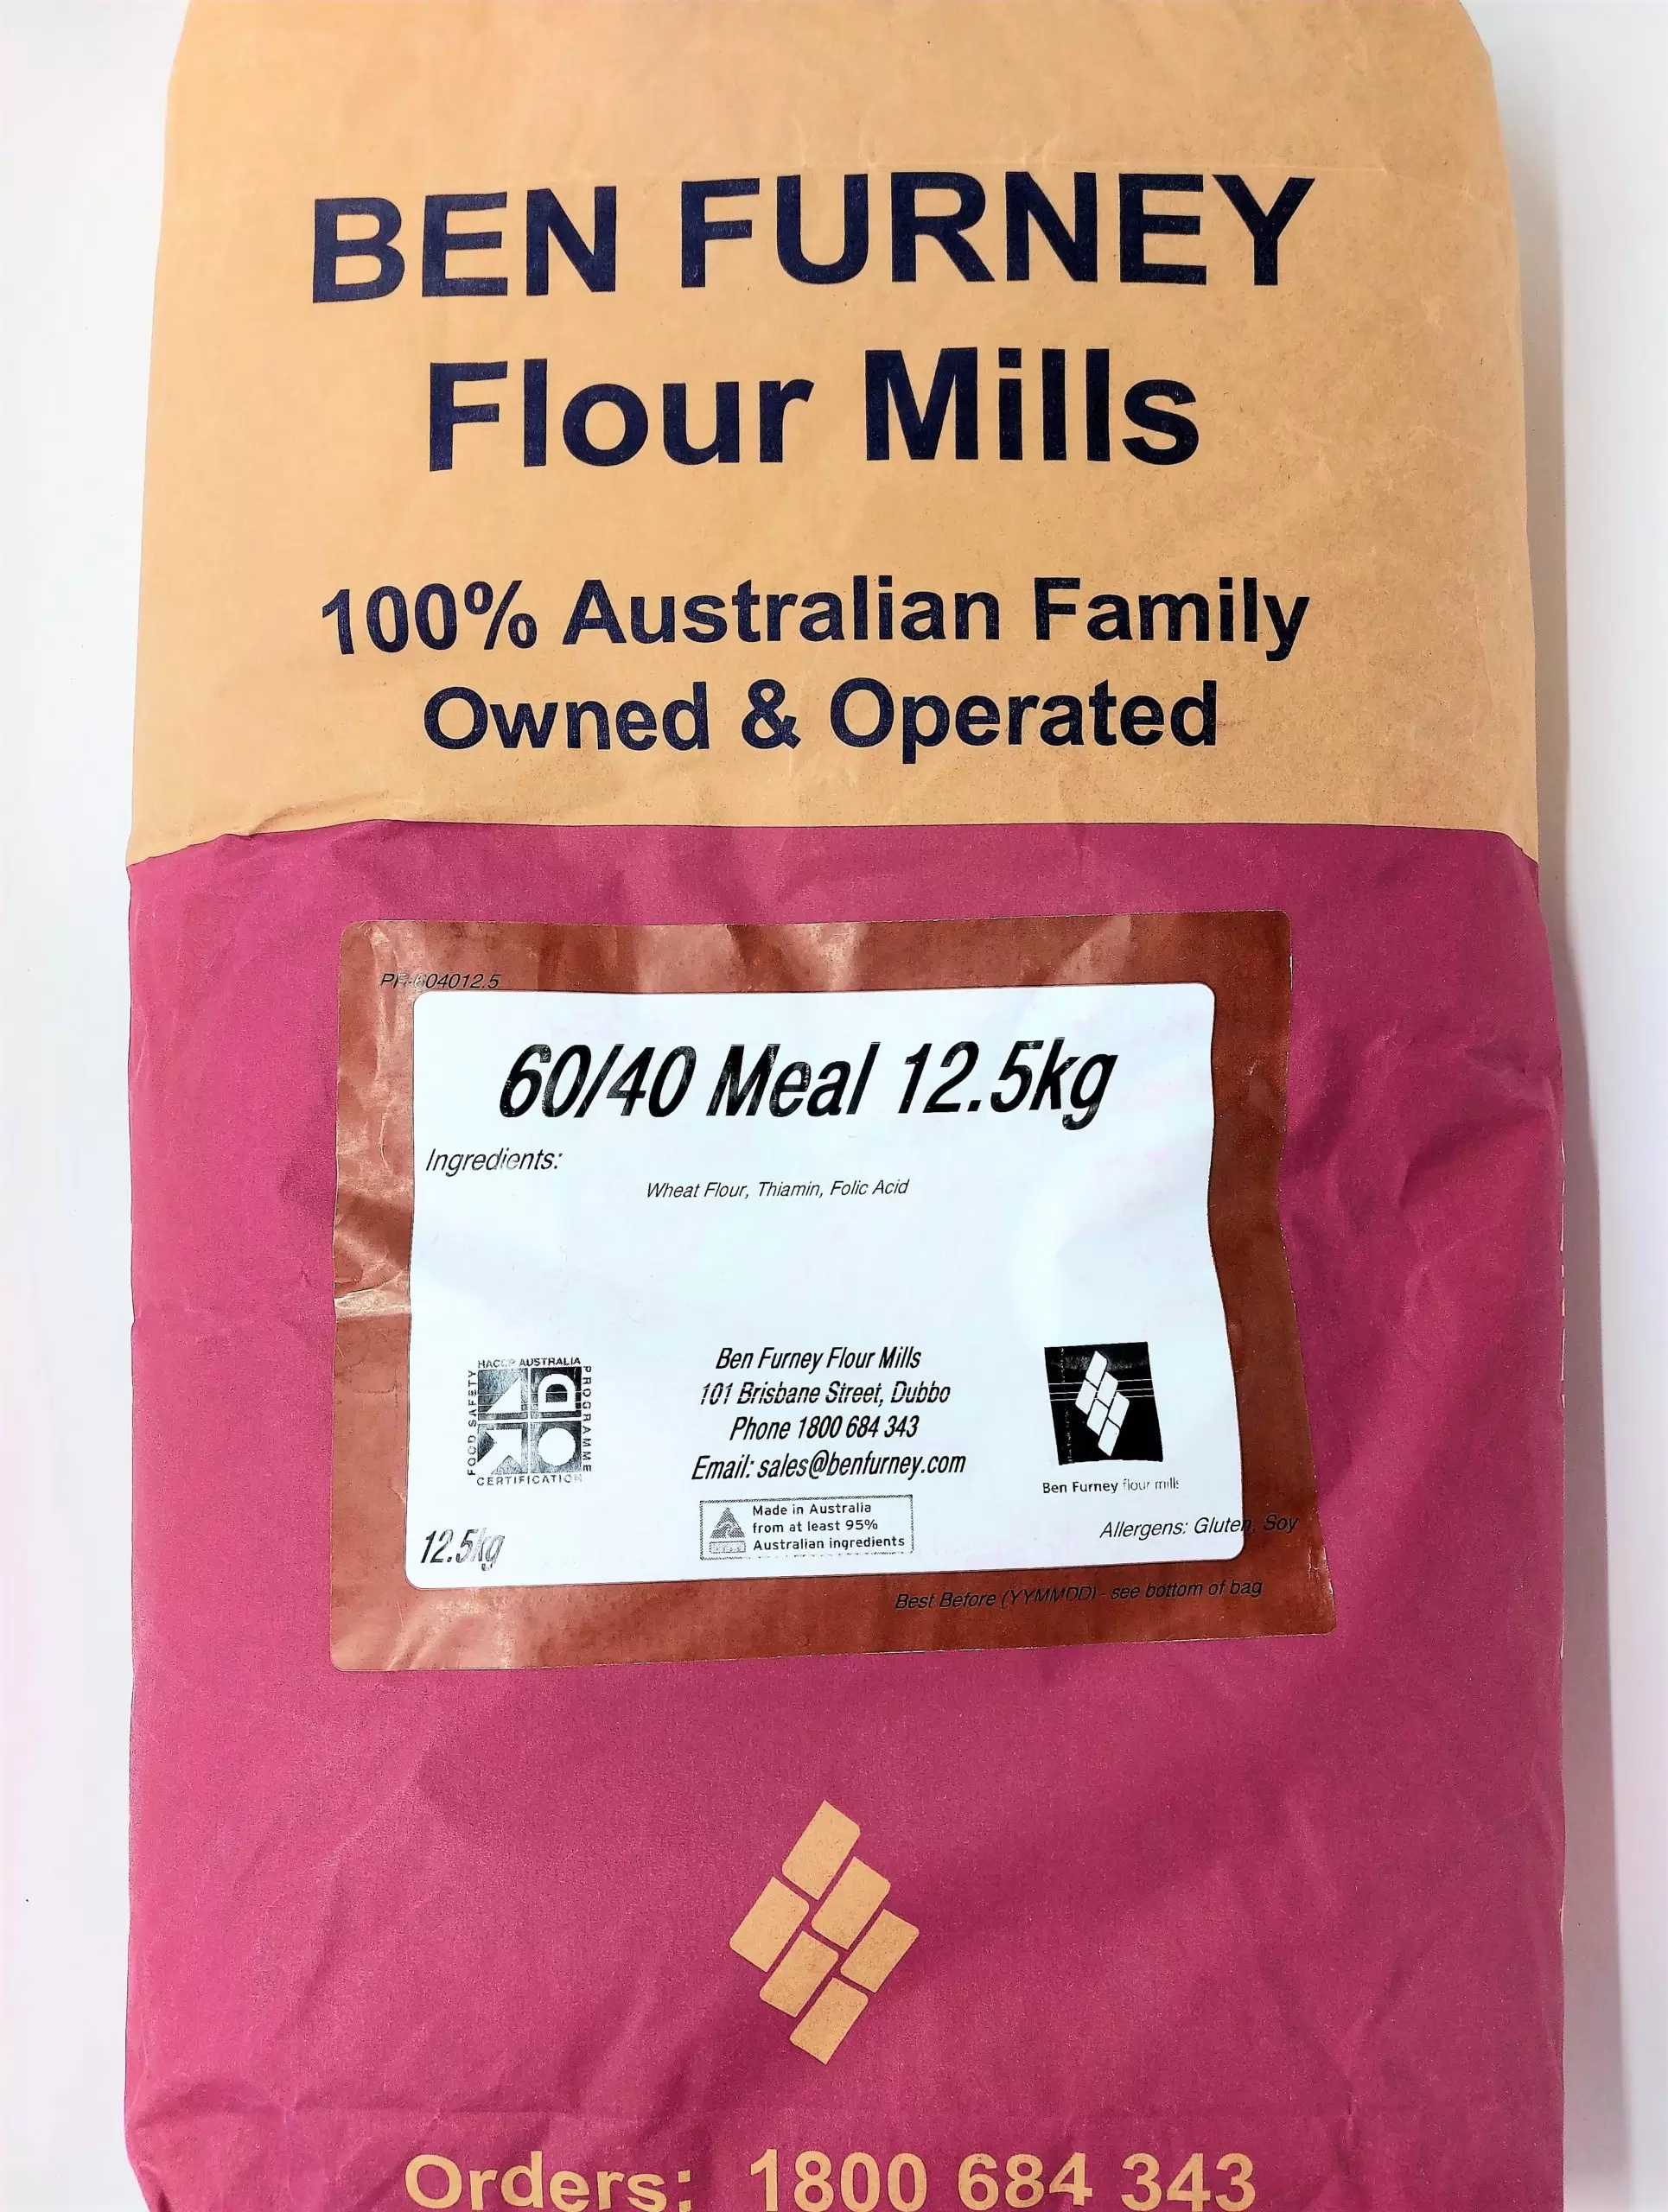 BEN FURNEY
Flour Mills
100% Australian Family
Owned & Operated
PR-604012.5
60/40 Meal 12.5kg
Ingredients:
Wheat Flour, Thiamin, Folic Acid
HACCP AUSTRALIA
FOOD SAFETY
PROGRAMME
CERTIFICATION
Ben Furney Flour Mills
101 Brisbane Street, Dubbo
Phone 1800 684 343
Email: sales@benfurney.com
Ben Furney flour mills
Made in Australia
from at least 95%
Australian ingredients
12.5kg
Allergens: Gluten, Soy
Best Before (YYMMDD) - see bottom of bag
Orders: 1800 684 343